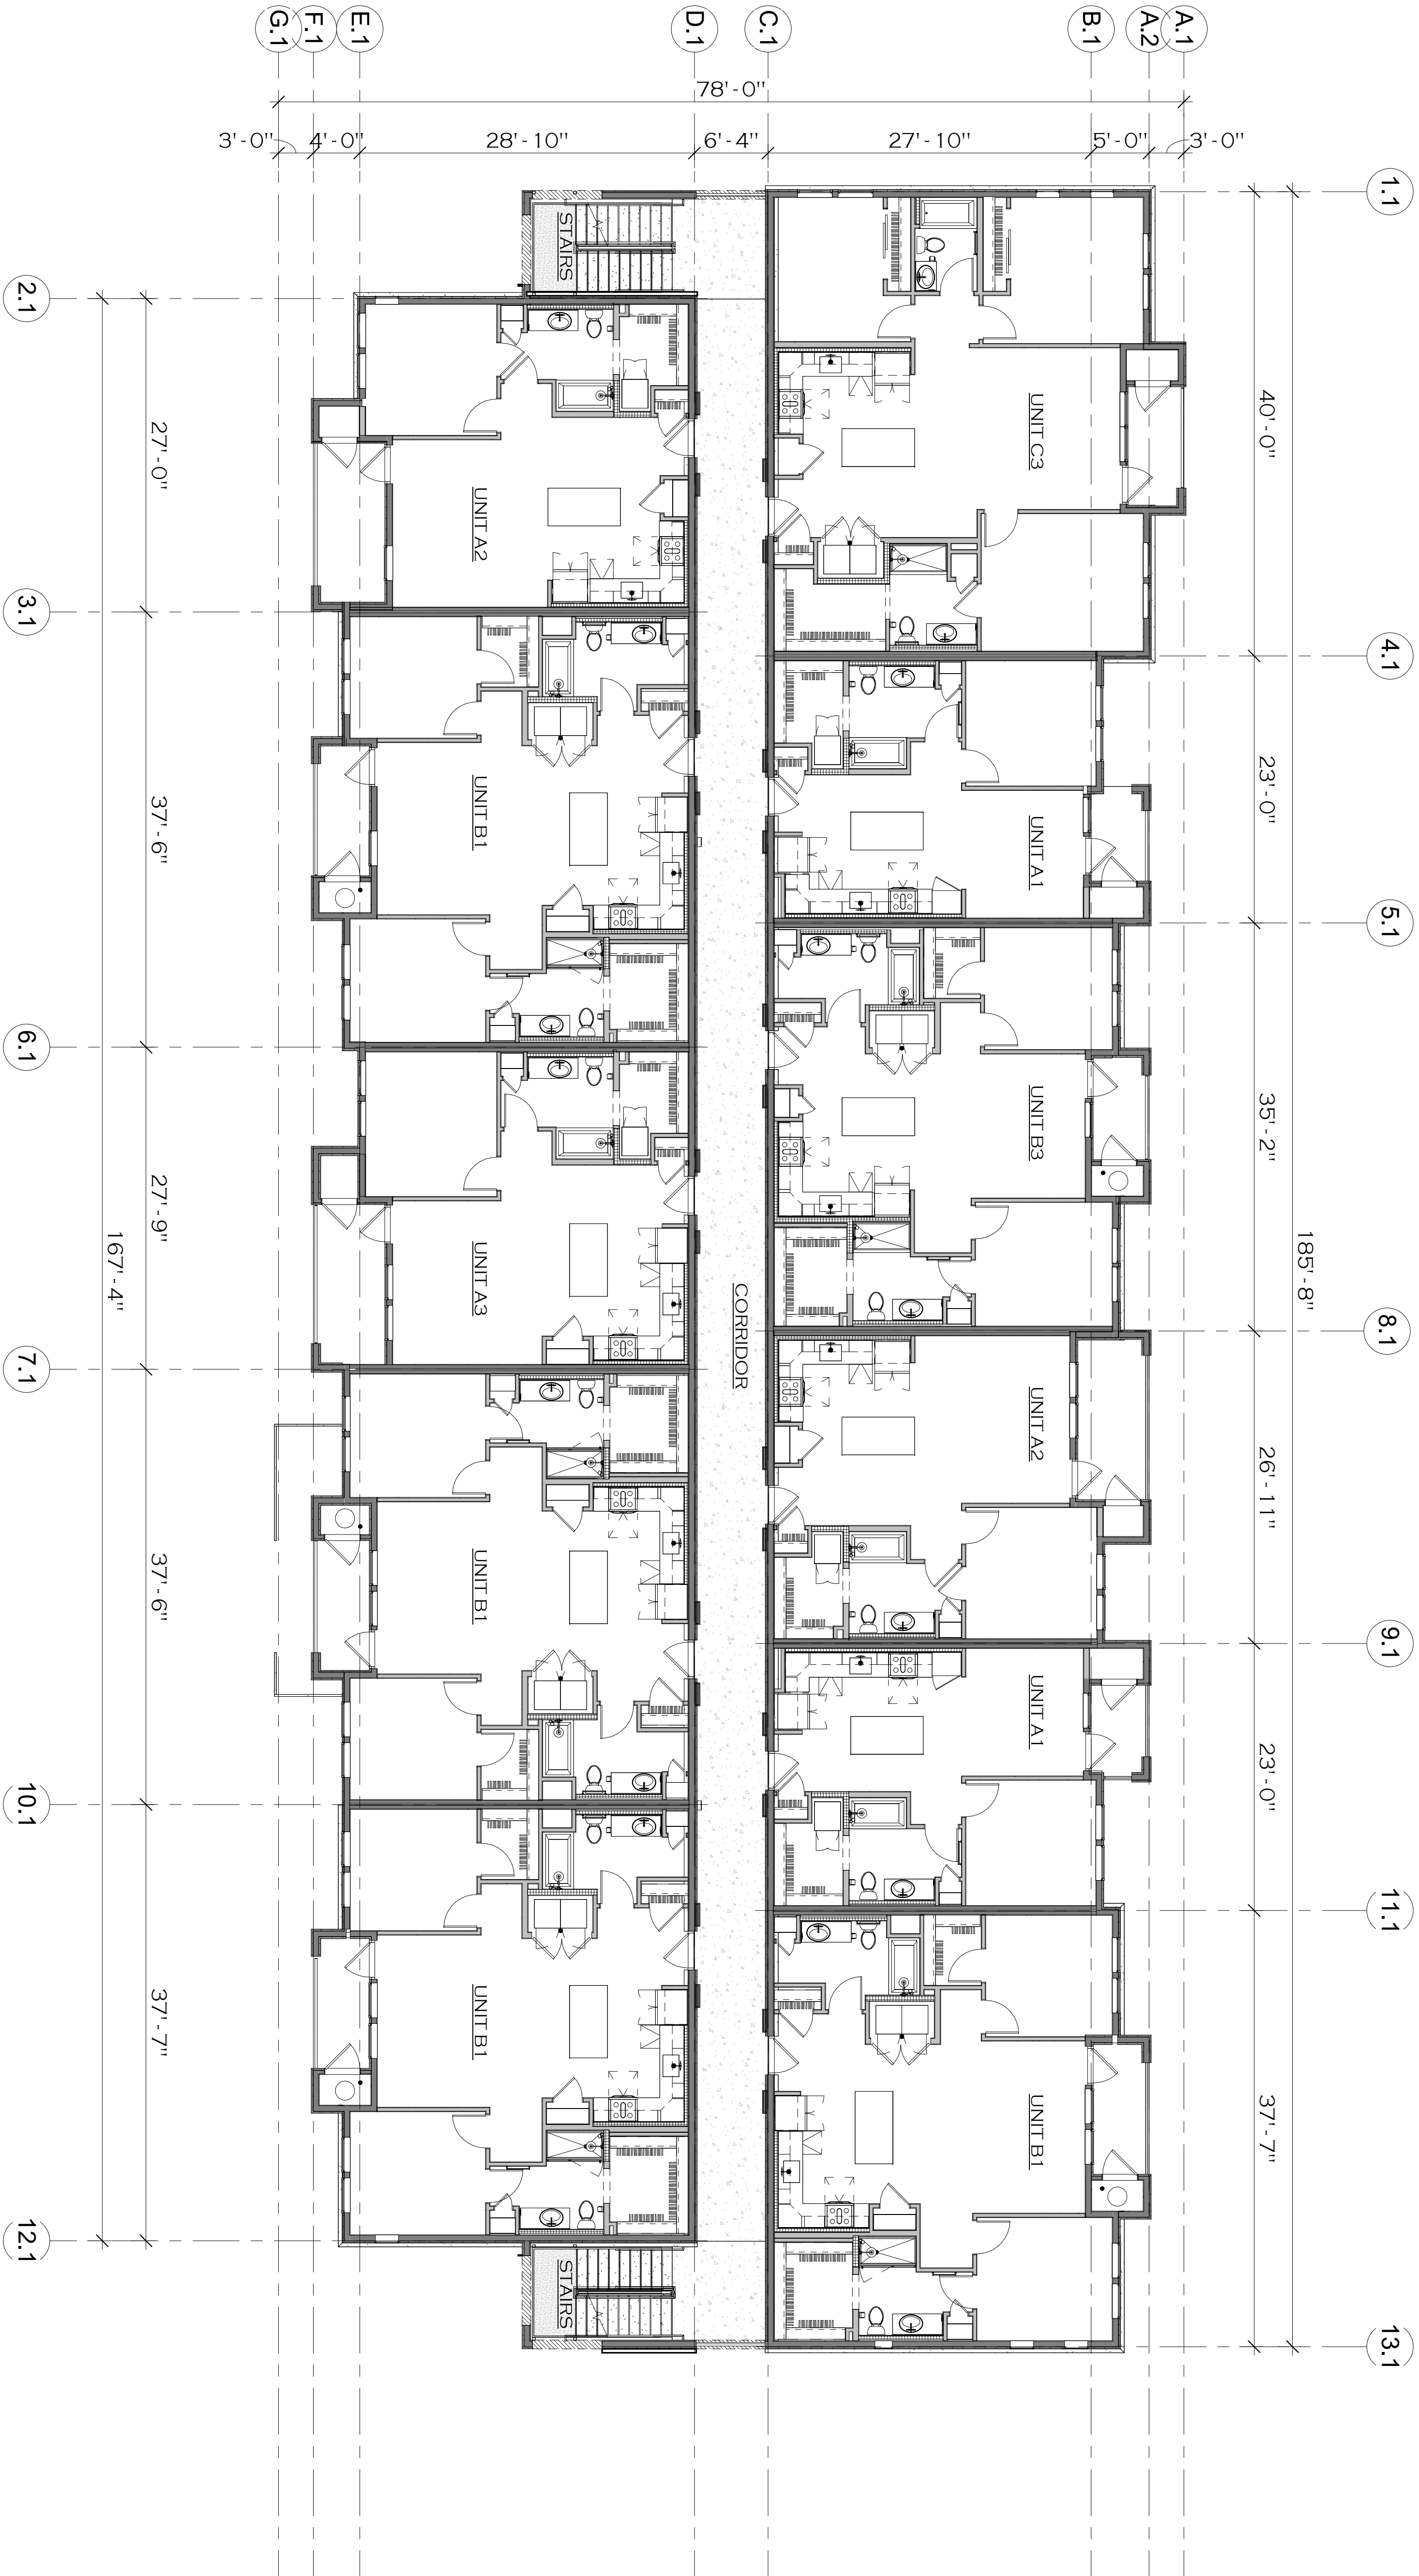 1.1
4.1
5.1
8.1
9.1
11.1
13.1
185'-8"
40'-0"
23'-0"
35'-2"
26'-11"
23'-0"
37'-7"
A.1
A.2
B.1
C.1
D.1
E.1
F.1
G.1
3'-0"
5'-0"
27'-10"
6'-4"
28'-10"
4'-0"
3'-0"
78'-0"
UNIT C3
UNIT A1
UNIT B3
UNIT A2
UNIT A1
UNIT B1
CORRIDOR
STAIRS
STAIRS
UNIT A2
UNIT B1
UNIT A3
UNIT B1
UNIT B1
27'-0"
37'-6"
27'-9"
37'-6"
37'-7"
167'-4"
2.1
3.1
6.1
7.1
10.1
12.1